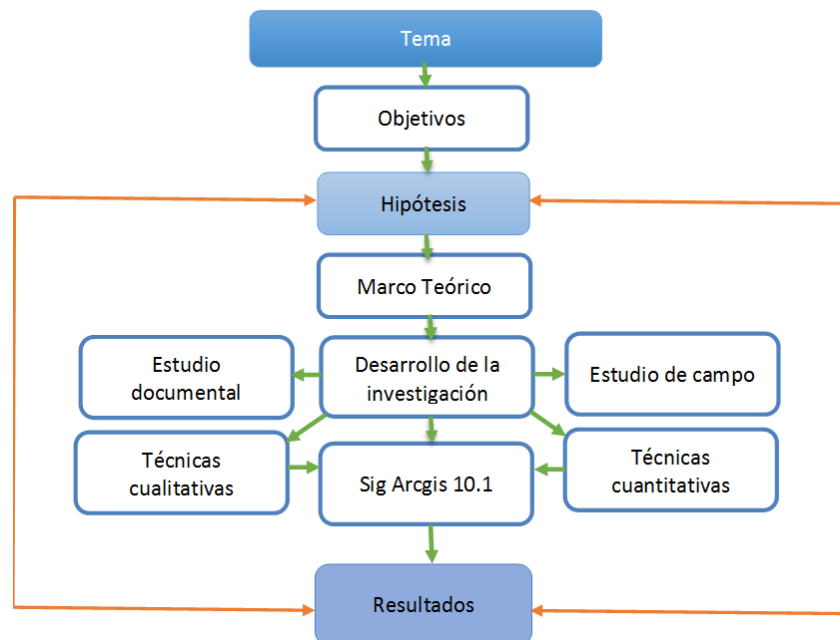 Tema
Objetivos
Hipótesis
Marco Teórico
Estudio
documental
Desarrollo de la
investigación
Estudio de campo
Técnicas
cualitativas
Sig Arcgis 10.1
Técnicas
cuantitativas
Resultados